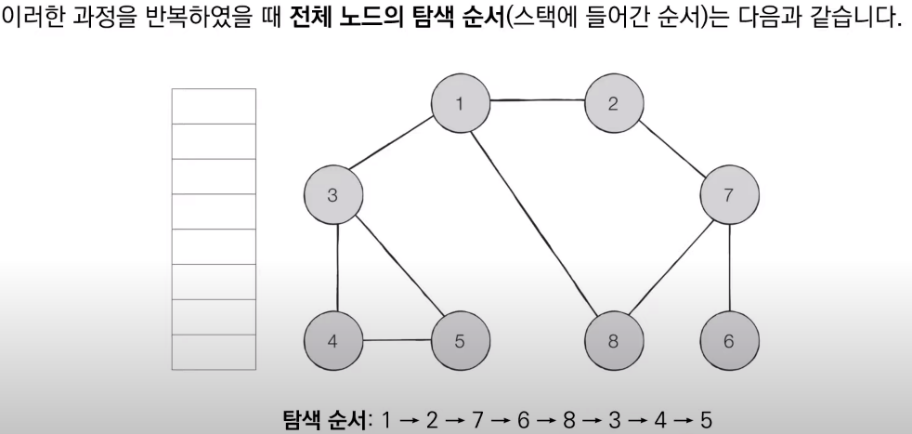 이러한 과정을 반복하였을 때 전체 노드의 탐색 순서(스택에 들어간 순서)는 다음과 같습니다.
1 2
3 7
4 5 8 6
탐색 순서: 1 → 2 → 7 → 6 → 8 → 3 → 4 → 5